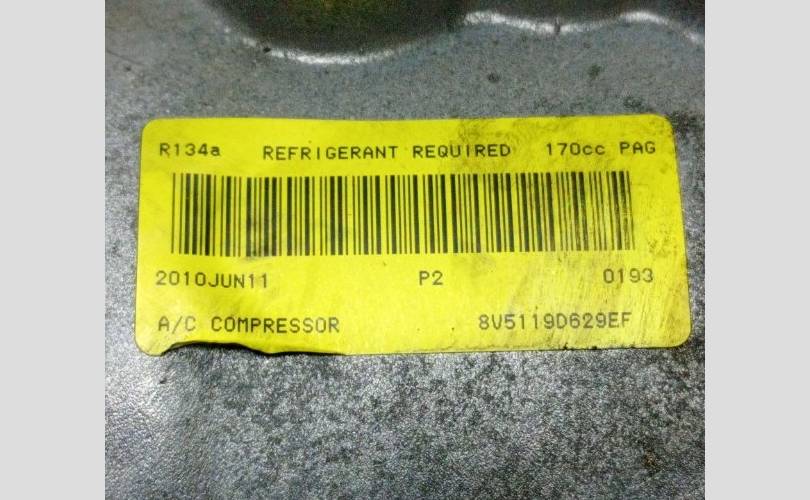 R134a REFRIGERANT REQUIRED 170cc PAG
2010JUN11 P2 0193
A/C COMPRESSOR 8V5119D629EF